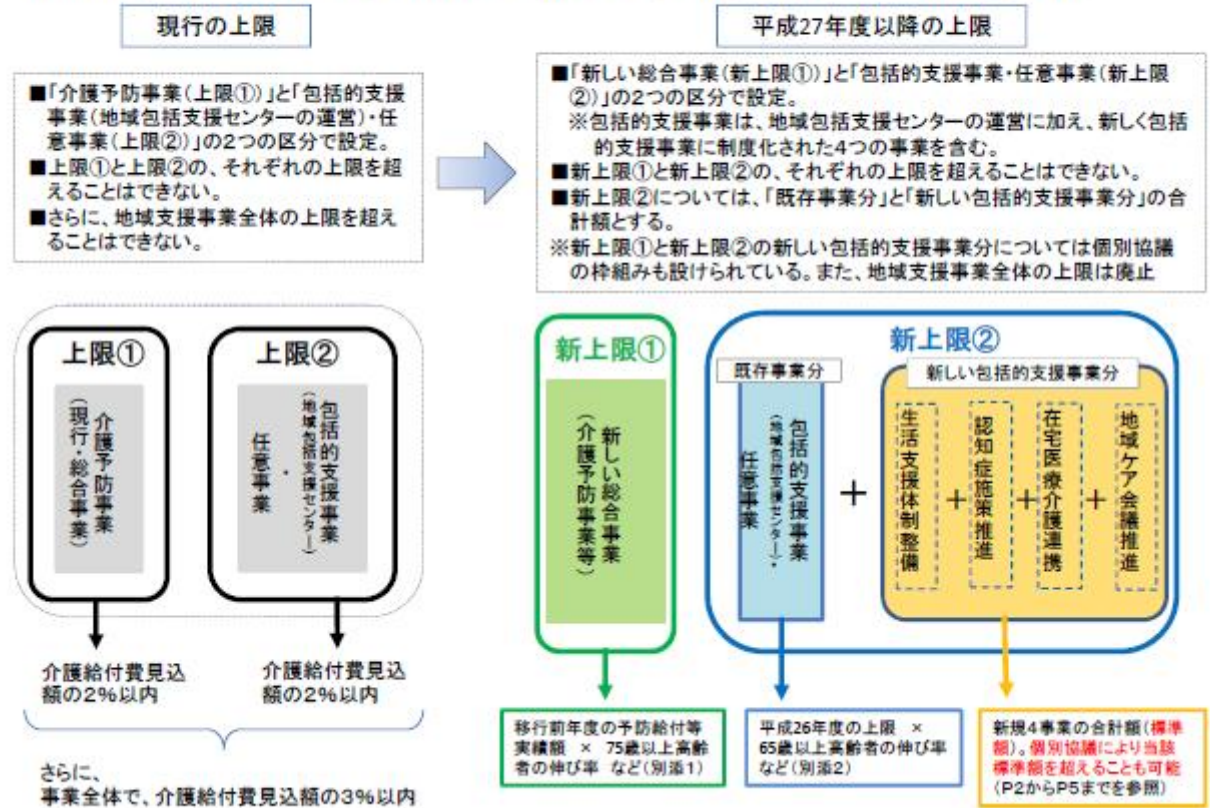 現行の上限
■「介護予防事業(上限①)」と「包括的支援
事業(地域包括支援センターの運営)・任
意事業(上限②)」の2つの区分で設定。
■上限①と上限②の、それぞれの上限を超
えることはできない。
■さらに、地域支援事業全体の上限を超え
ることはできない。
平成27年度以降の上限
■「新しい総合事業(新上限①)」と「包括的支援事業・任意事業(新上限
②)」の2つの区分で設定。
※包括的支援事業は、地域包括支援センターの運営に加え、新しく包括
的支援事業に制度化された4つの事業を含む。
■新上限①と新上限②の、それぞれの上限を超えることはできない。
■新上限②については、「既存事業分」と「新しい包括的支援事業分」の合
計額とする。
※新上限①と新上限②の新しい包括的支援事業分については個別協議
の枠組みも設けられている。また、地域支援事業全体の上限は廃止
上限①
介護予防事業
(現行・総合事業)
上限②
包括的支援事業
(地域包括支援センター)
・
任意事業
介護給付費見込
額の2%以内
介護給付費見込
額の2%以内
さらに、
事業全体で、介護給付費見込額の3%以内
新上限①
新しい総合事業
(介護予防事業等)
新上限②
既存事業分
包括的支援事業
(地域包括支援センター)・
任意事業
+
新しい包括的支援事業分
生活支援体制整備
+
認知症施策推進
+
在宅医療介護連携
+
地域ケア会議推進
移行前年度の予防給付等
実績額 × 75歳以上高齢
者の伸び率 など(別添1)
平成26年度の上限 ×
65歳以上高齢者の伸び率
など(別添2)
新規4事業の合計額(標準
額)。個別協議により当該
標準額を超えることも可能
(P2からP5までを参照)